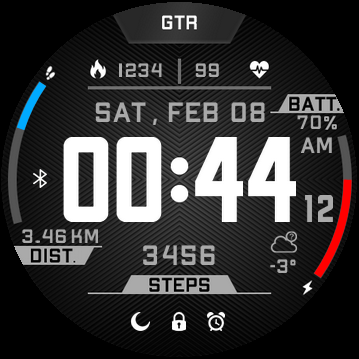 GTR
1234 | 99
SAT, FEB 08
BATT.
70%
00:44
AM
12
3.46 KM
DIST.
3456
-3°
STEPS